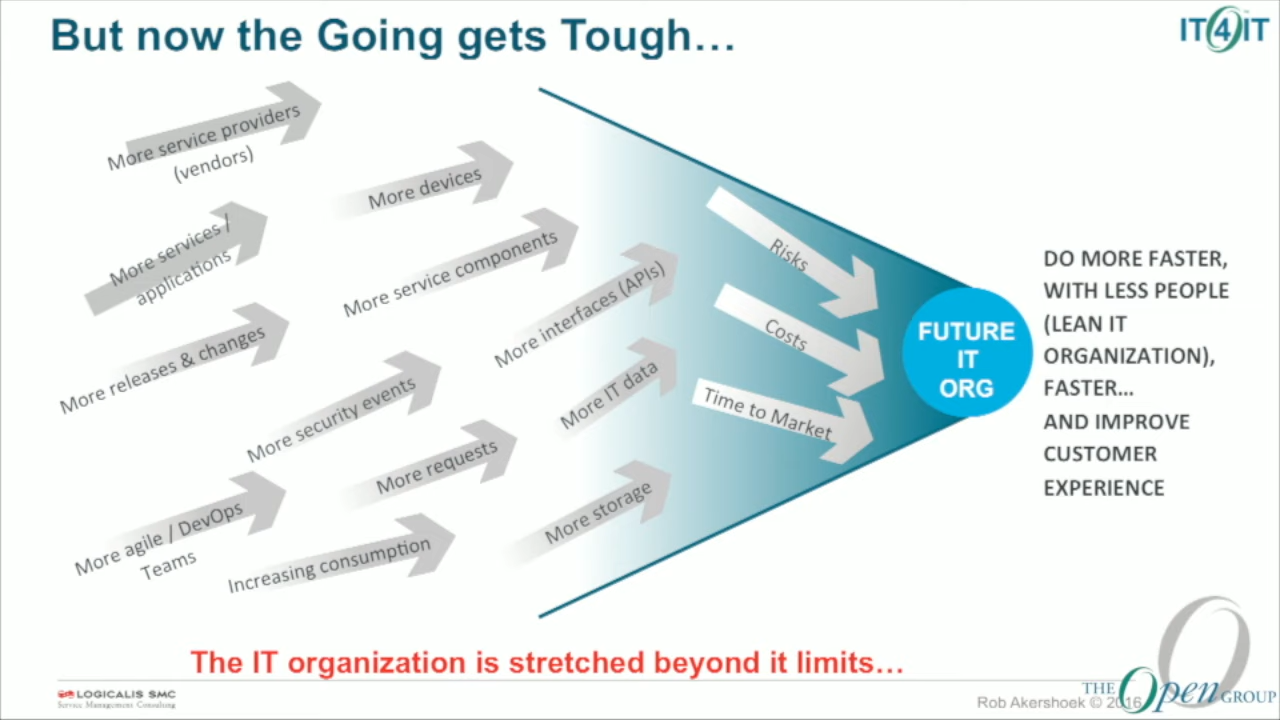 But now the Going gets Tough...
IT4IT
More service providers
(vendors)
More devices
More services /
applications
More service components
More interfaces (APIs)
More releases & changes
More security events
More IT data
More requests
More agile / DevOps
Teams
Increasing consumption
More storage
Risks
Costs
Time to Market
FUTURE
IT
ORG
DO MORE FASTER,
WITH LESS PEOPLE
(LEAN IT
ORGANIZATION),
FASTER...
AND IMPROVE
CUSTOMER
EXPERIENCE
The IT organization is stretched beyond it limits...
LOGICALIS SMC
Service Management Consulting
Rob Akershoek © 2016
THE Open GROUP